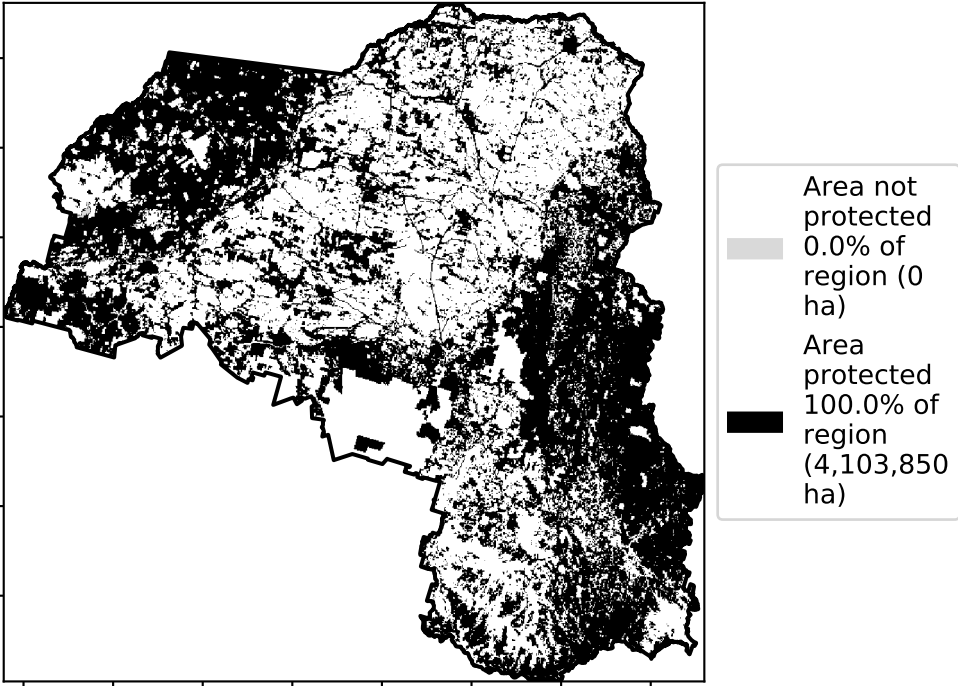 Area not
protected
0.0% of
region (0
ha)
Area
protected
100.0% of
region
(4,103,850
ha)